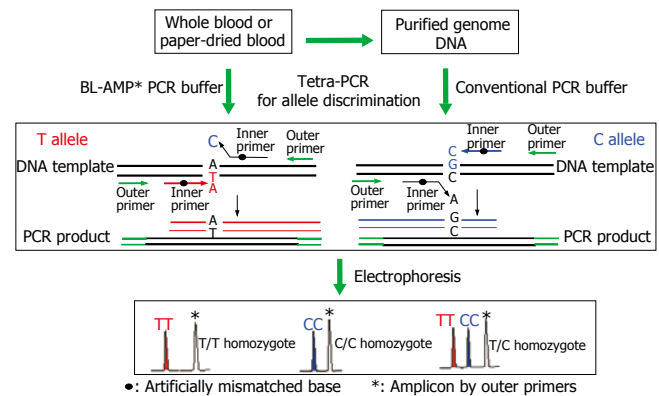 Whole blood or
paper-dried blood
Purified genome
DNA
BL-AMP* PCR buffer
Tetra-PCR
for allele discrimination
Conventional PCR buffer
T allele
C
Inner
primer
Outer
primer
DNA template
A
T
A
Outer
primer
Inner
primer
A
T
PCR product
C allele
C
G
C
Inner
primer
Outer
primer
DNA template
Outer
primer
Inner
primer
A
G
C
PCR product
Electrophoresis
TT
*
T/T homozygote
CC
*
C/C homozygote
TT
CC
*
T/C homozygote
●: Artificially mismatched base
*: Amplicon by outer primers